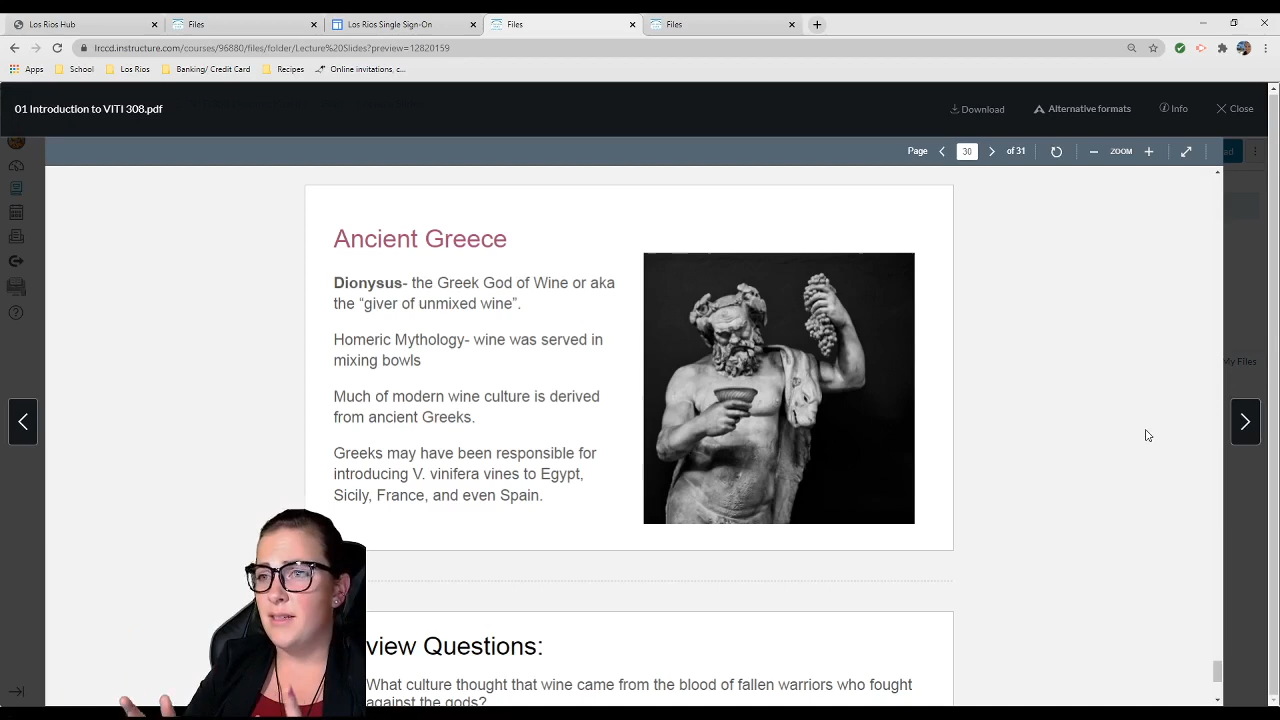 Los Rios Hub
Files
Los Rios Single Sign-On
Files
Files
lrccd.instructure.com/courses/96880/files/folder/Lecture%20Slides?preview=12820159
Apps
School
Los Rios
Banking/ Credit Card
Recipes
Online invitations, c...
01 Introduction to VITI 308.pdf
Download
Alternative formats
Info
Close
Page
30
of 31
ZOOM
Ancient Greece
Dionysus- the Greek God of Wine or aka
the “giver of unmixed wine”.
Homeric Mythology- wine was served in
mixing bowls
Much of modern wine culture is derived
from ancient Greeks.
Greeks may have been responsible for
introducing V. vinifera vines to Egypt,
Sicily, France, and even Spain.
My Files
view Questions:
What culture thought that wine came from the blood of fallen warriors who fought
against the gods?